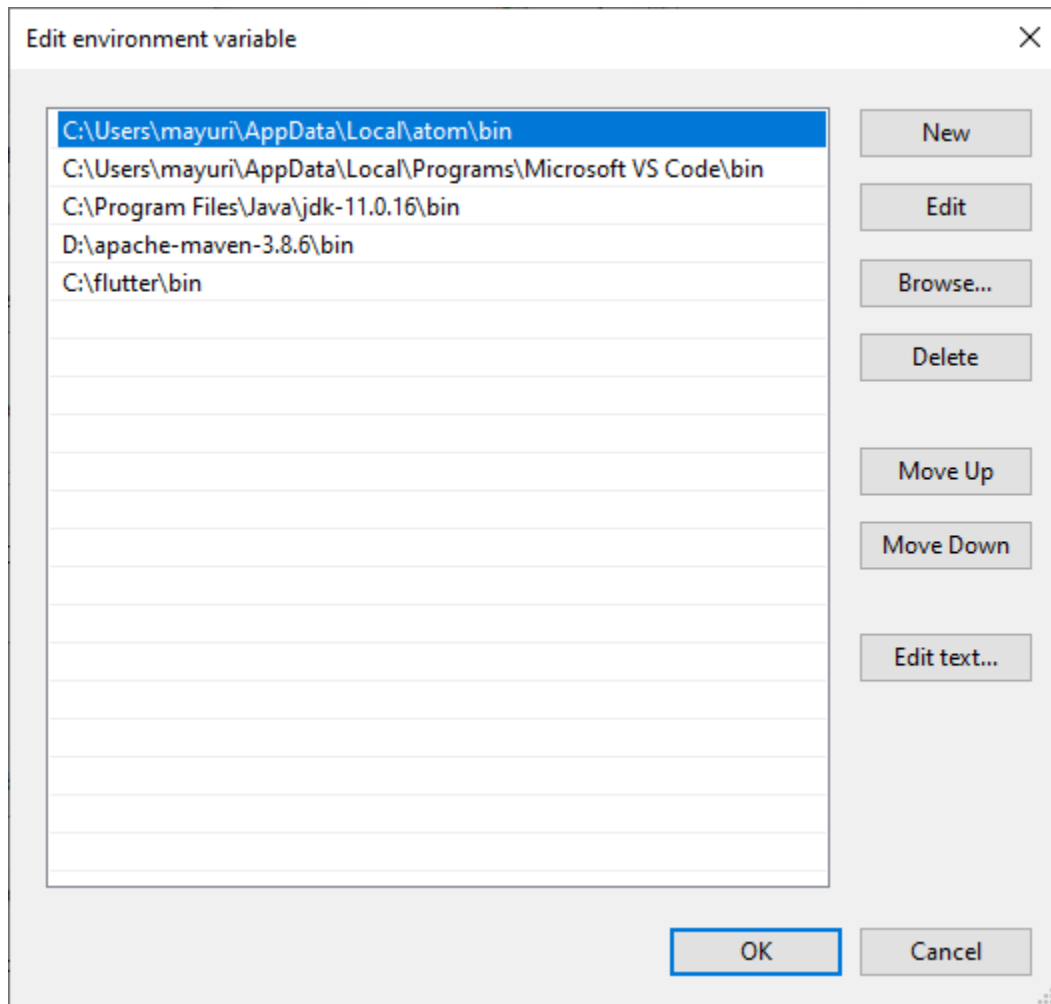 Edit environment variable
C:\Users\mayuri\AppData\Local\atom\bin
C:\Users\mayuri\AppData\Local\Programs\Microsoft VS Code\bin
C:\Program Files\Java\jdk-11.0.16\bin
D:\apache-maven-3.8.6\bin
C:\flutter\bin
New
Edit
Browse...
Delete
Move Up
Move Down
Edit text...
OK
Cancel